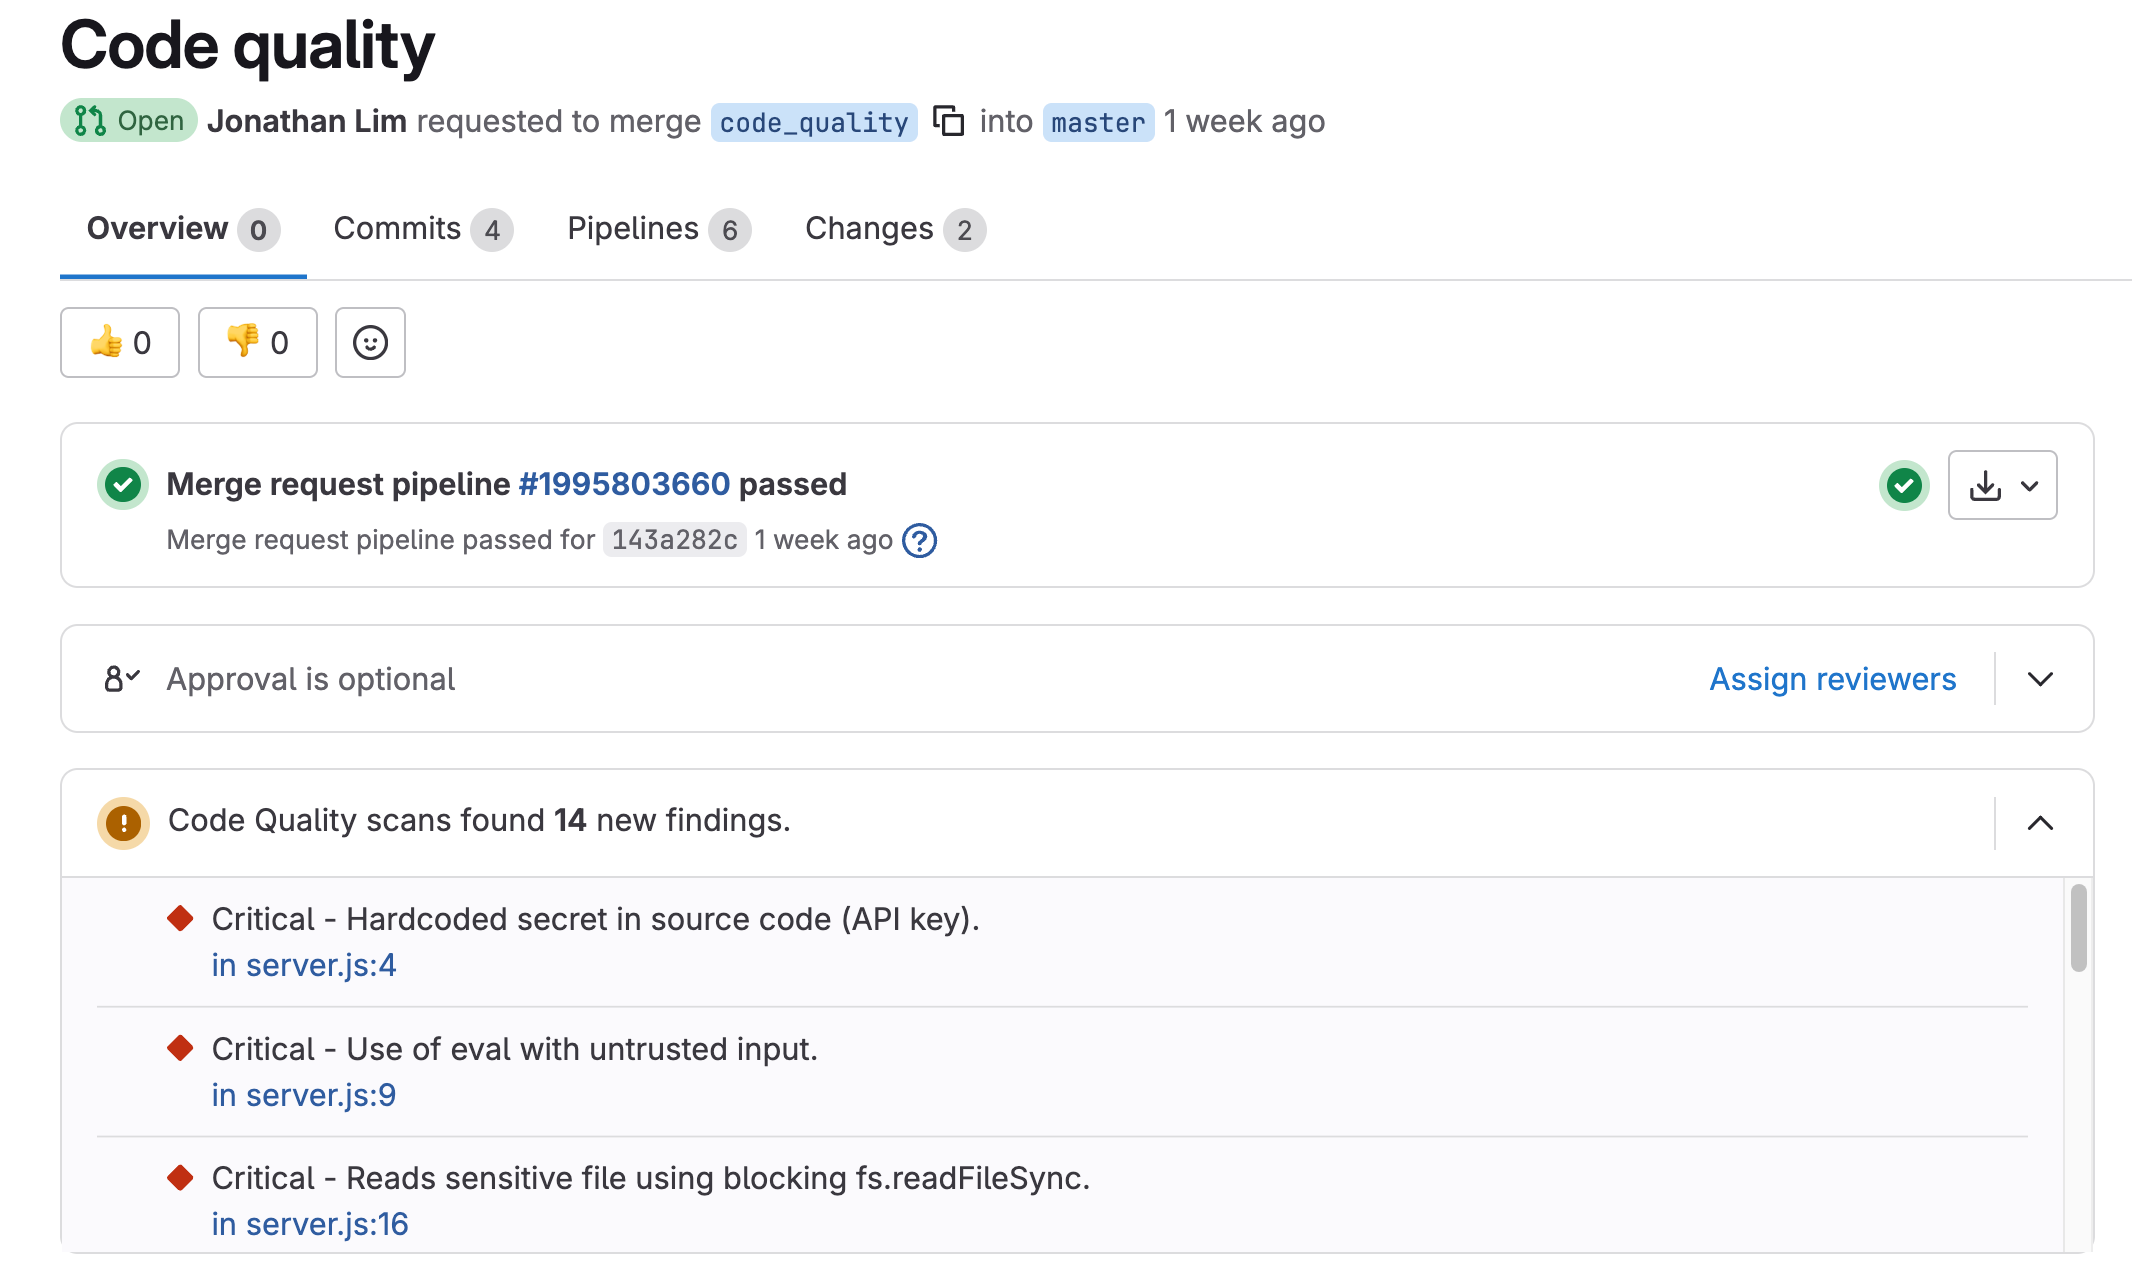 Code quality
Open Jonathan Lim requested to merge code_quality into master 1 week ago
Overview 0 Commits 4 Pipelines 6 Changes 2
👍 0 👎 0
Merge request pipeline #1995803660 passed
Merge request pipeline passed for 143a282c 1 week ago ?
Approval is optional Assign reviewers
Code Quality scans found 14 new findings.
Critical - Hardcoded secret in source code (API key).
in server.js:4
Critical - Use of eval with untrusted input.
in server.js:9
Critical - Reads sensitive file using blocking fs.readFileSync.
in server.js:16